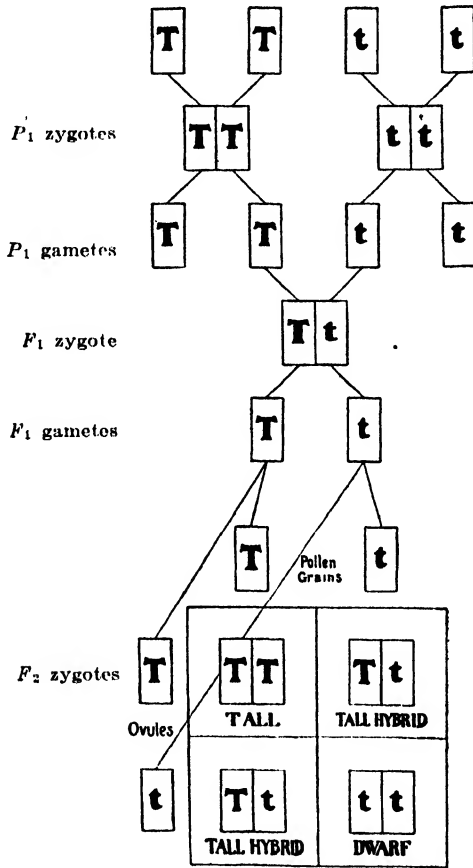 T T t t
P₁ zygotes T T t t
P₁ gametes T T t t
F₁ zygote T t
F₁ gametes T t
T Pollen Grains t
F₂ zygotes T T T T t
TALL TALL HYBRID
Ovules
t T t t t
TALL HYBRID DWARF